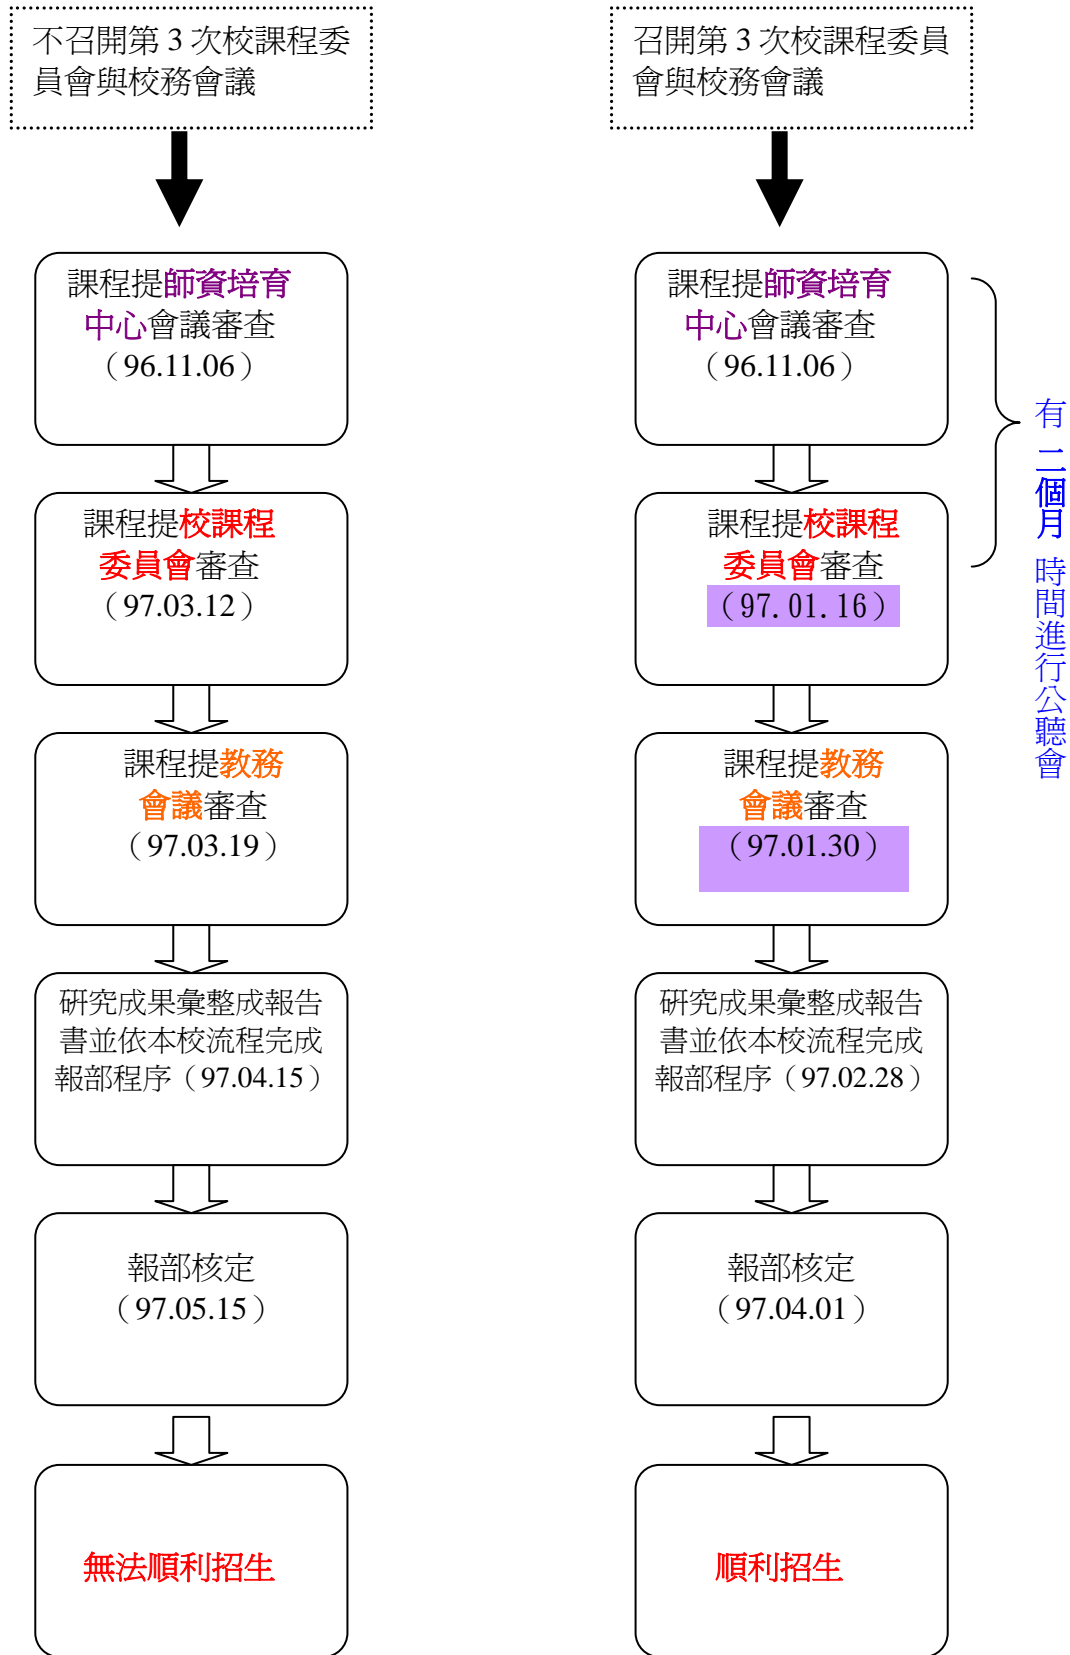 不召開第 3 次校課程委
員會與校務會議
課程提師資培育
中心會議審查
（96.11.06）
課程提校課程
委員會審查
（97.03.12）
課程提教務
會議審查
（97.03.19）
研究成果彙整成報告
書並依本校流程完成
報部程序（97.04.15）
報部核定
（97.05.15）
無法順利招生
召開第 3 次校課程委員
會與校務會議
課程提師資培育
中心會議審查
（96.11.06）
課程提校課程
委員會審查
（97.01.16）
課程提教務
會議審查
（97.01.30）
研究成果彙整成報告
書並依本校流程完成
報部程序（97.02.28）
報部核定
（97.04.01）
順利招生
有二個月時間進行公聽會